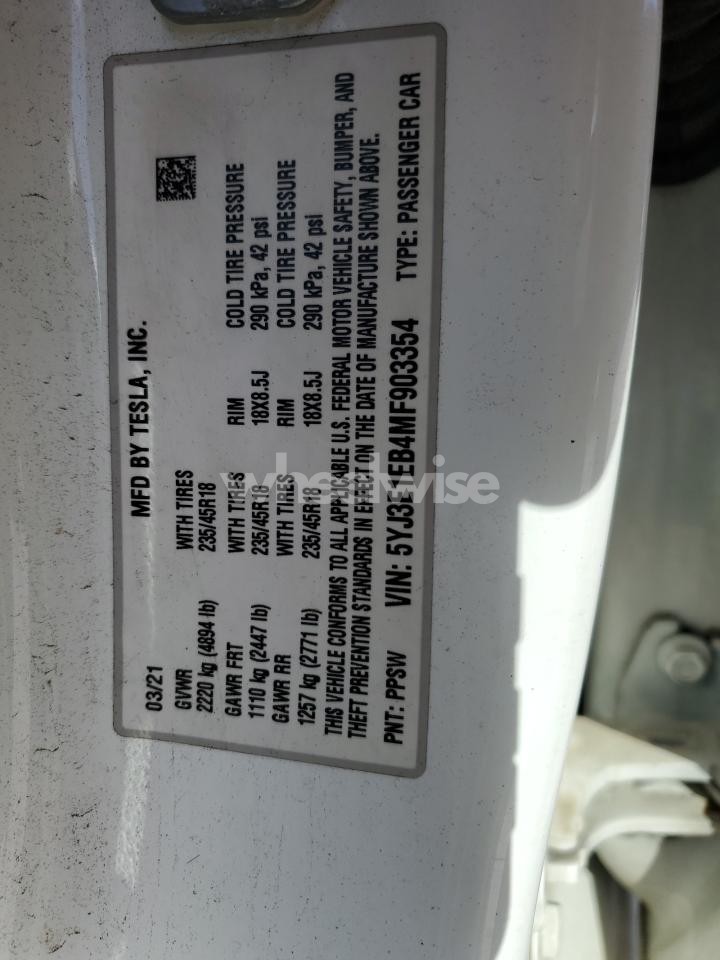 MFD BY TESLA, INC.
03/21
GVWR WITH TIRES
2220 kg (4894 lb) 235/45R18
GAWR FRT WITH TIRES RIM COLD TIRE PRESSURE
1110 kg (2447 lb) 235/45R18 18X8.5J 290 kPa, 42 psi
GAWR RR WITH TIRES RIM COLD TIRE PRESSURE
1257 kg (2771 lb) 235/45R18 18X8.5J 290 kPa, 42 psi
THIS VEHICLE CONFORMS TO ALL APPLICABLE U.S. FEDERAL MOTOR VEHICLE SAFETY, BUMPER, AND
THEFT PREVENTION STANDARDS IN EFFECT ON THE DATE OF MANUFACTURE SHOWN ABOVE.
PNT: PPSW VIN: 5YJ3E1EB4MF903354 TYPE: PASSENGER CAR
wheelwise